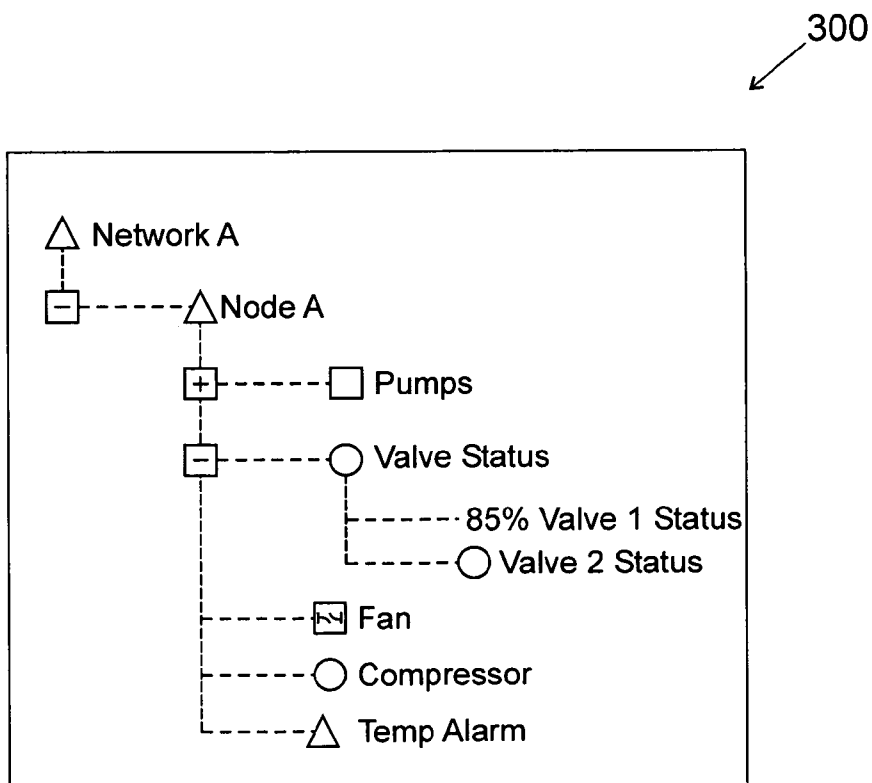 300
Network A
Node A
Pumps
Valve Status
85% Valve 1 Status
Valve 2 Status
Fan
Compressor
Temp Alarm